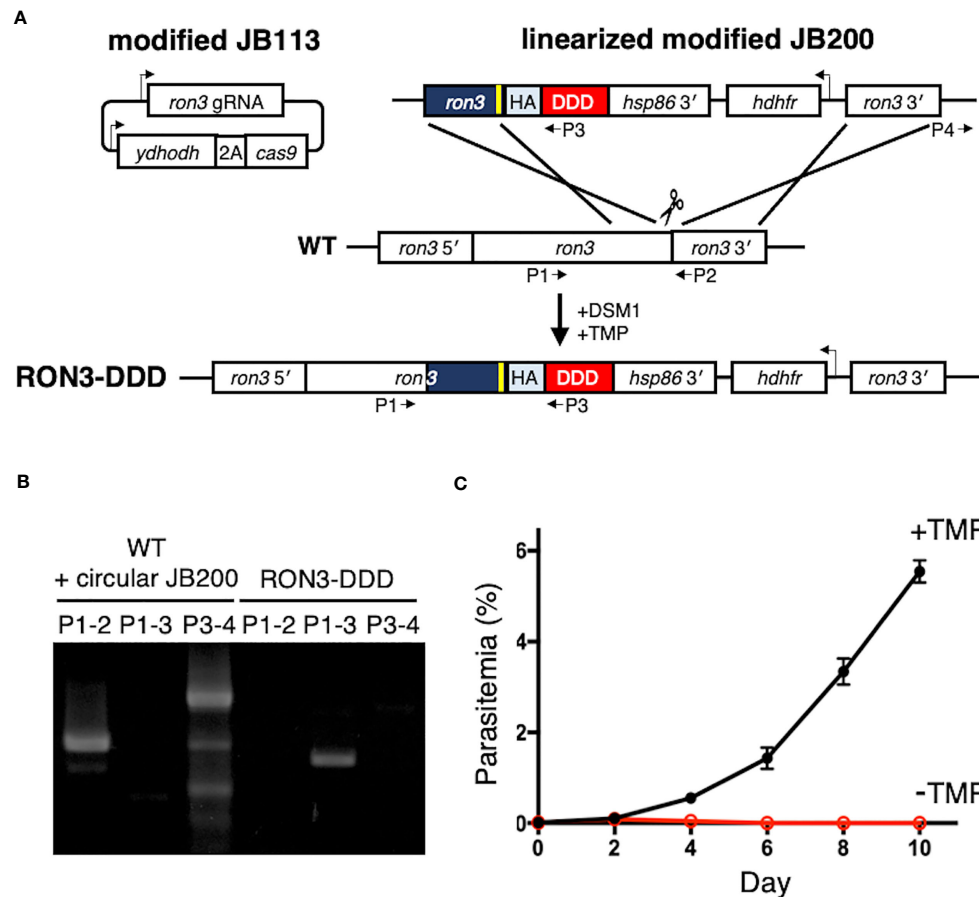 A
modified JB113
linearized modified JB200
ron3 gRNA
ydhodh 2A cas9
ron3 HA DDD hsp86 3′ hdhfr ron3 3′
←P3
P4→
WT
ron3 5′ ron3 ron3 3′
P1→ ←P2
+DSM1
+TMP
RON3-DDD
ron3 5′ ron3 HA DDD hsp86 3′ hdhfr ron3 3′
P1→ ←P3
B
WT
+ circular JB200 RON3-DDD
P1-2 P1-3 P3-4 P1-2 P1-3 P3-4
C
+TMP
6
4
2
0
Parasitemia (%)
-TMP
0 2 4 6 8 10
Day